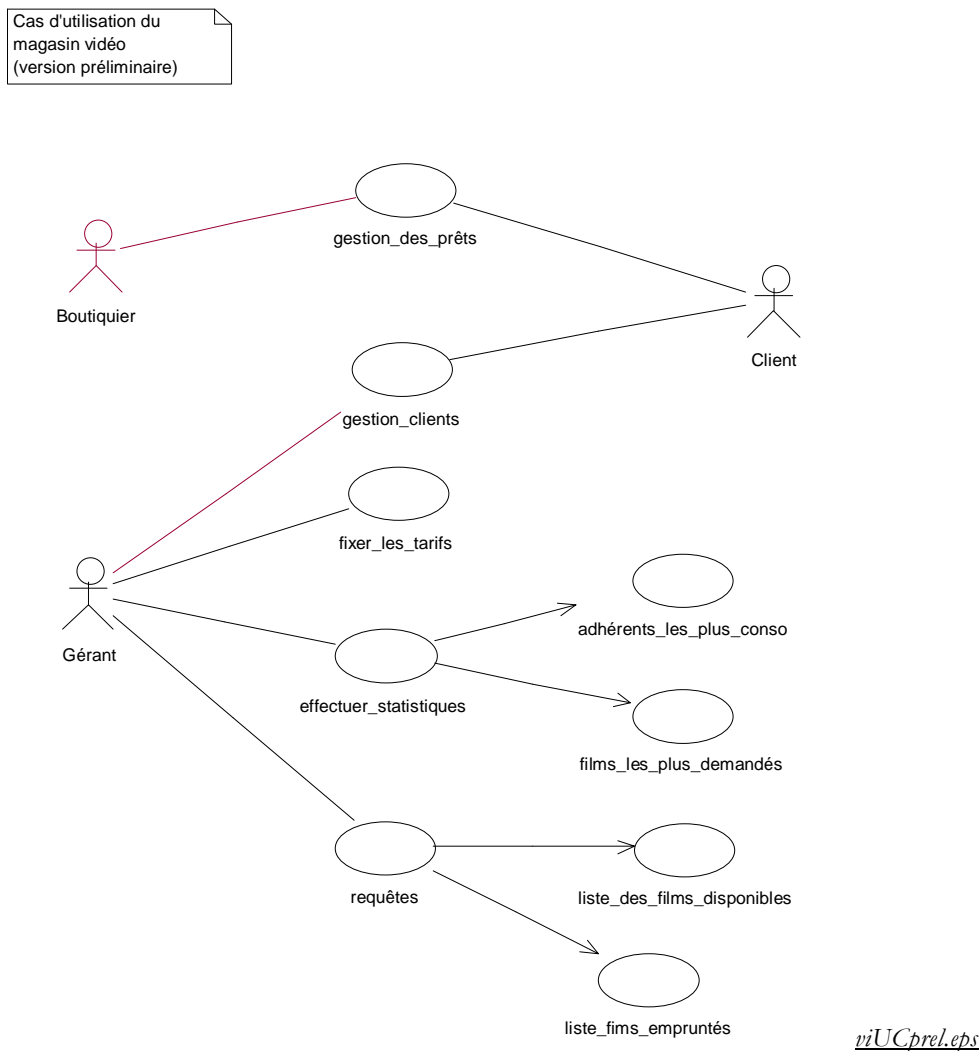 Cas d'utilisation du
magasin vidéo
(version préliminaire)
gestion_des_prêts
Boutiquier
Client
gestion_clients
fixer_les_tarifs
Gérant
adhérents_les_plus_conso
effectuer_statistiques
films_les_plus_demandés
requêtes
liste_des_films_disponibles
liste_fims_empruntés
viUCprel.eps